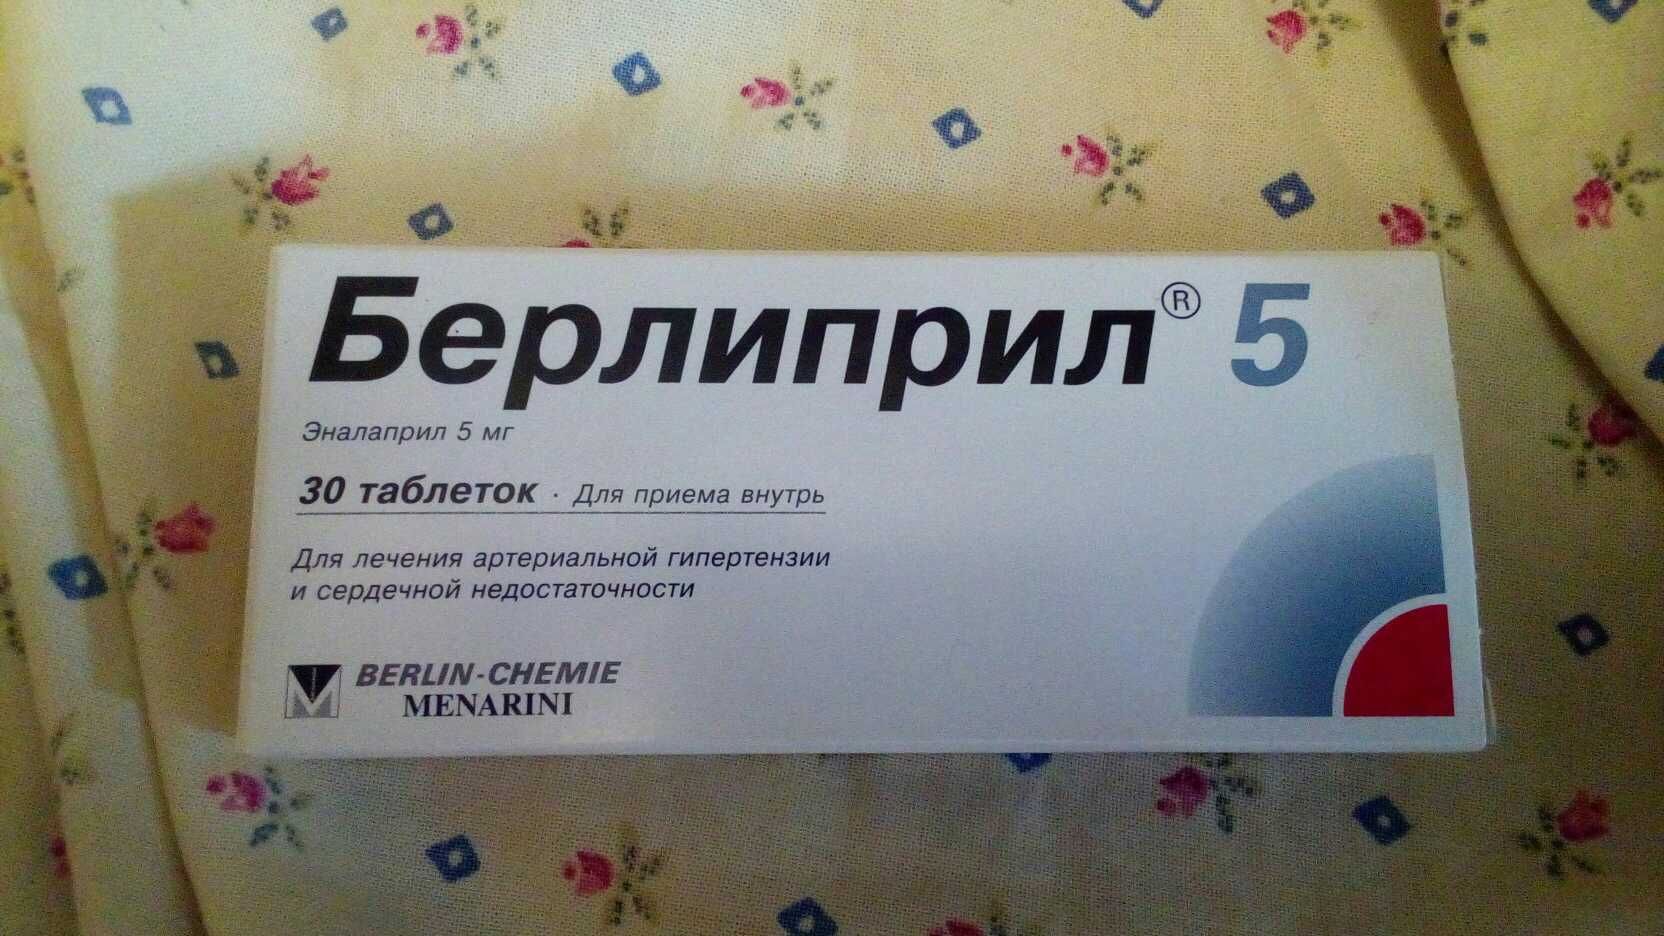 Берлиприл® 5
Эналаприл 5 мг
30 таблеток · Для приема внутрь
Для лечения артериальной гипертензии
и сердечной недостаточности
BERLIN-CHEMIE
MENARINI